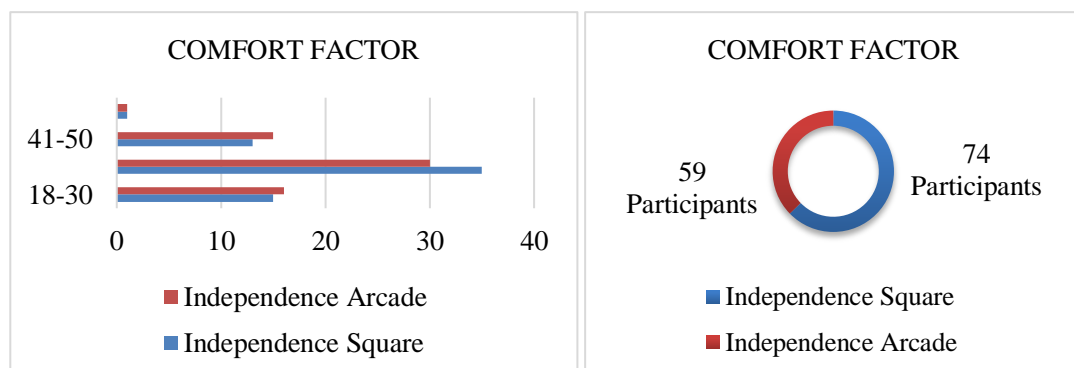 COMFORT FACTOR
41-50
18-30
0 10 20 30 40
Independence Arcade
Independence Square
COMFORT FACTOR
59
Participants
74
Participants
Independence Square
Independence Arcade